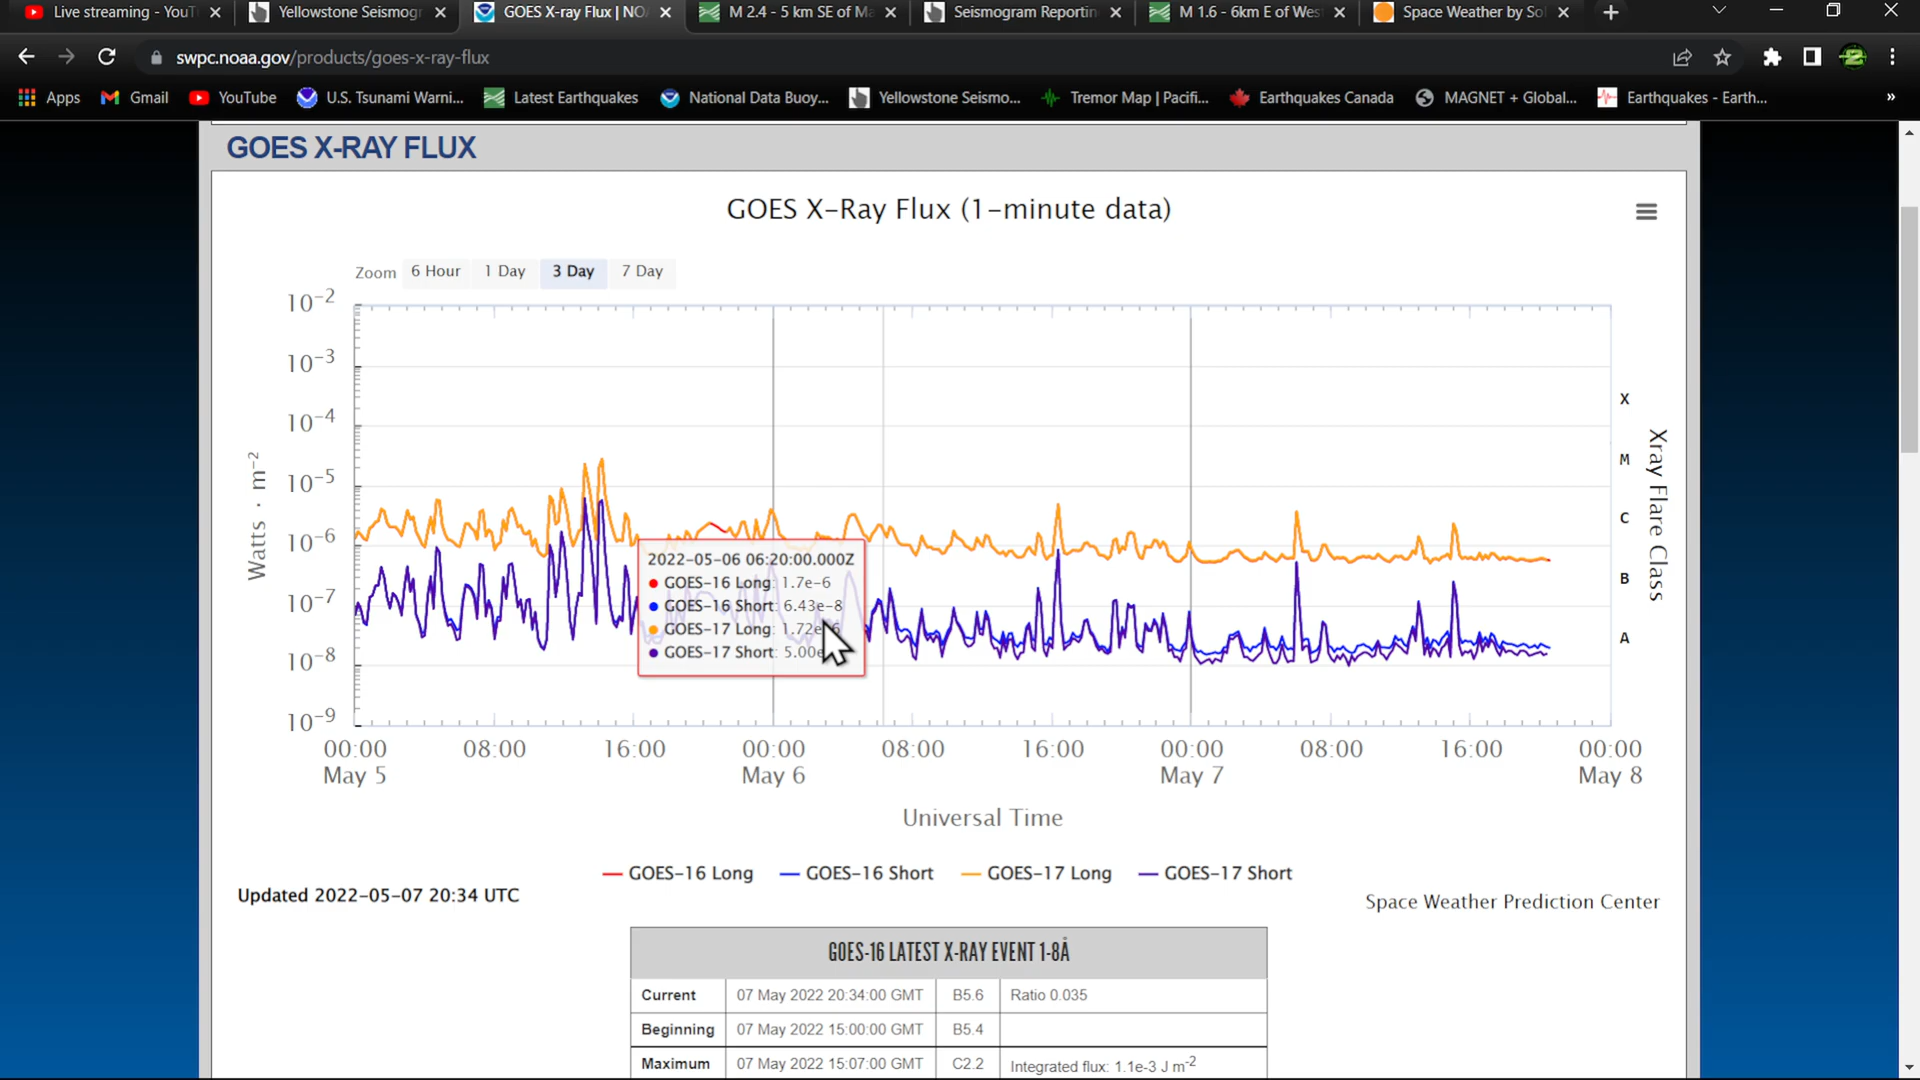 Live streaming - YouT
Yellowstone Seismogr
GOES X-ray Flux | NO
M 2.4 - 5 km SE of Ma
Seismogram Reportin
M 1.6 - 6km E of Wes
Space Weather by Sol
swpc.noaa.gov/products/goes-x-ray-flux
Apps
Gmail
YouTube
U.S. Tsunami Warni...
Latest Earthquakes
National Data Buoy...
Yellowstone Seismo...
Tremor Map | Pacifi...
Earthquakes Canada
MAGNET + Global...
Earthquakes - Earth...
»
GOES X-RAY FLUX
GOES X-Ray Flux (1-minute data)
Zoom 6 Hour 1 Day 3 Day 7 Day
10⁻²
10⁻³
10⁻⁴
10⁻⁵
10⁻⁶
10⁻⁷
10⁻⁸
10⁻⁹
Watts · m⁻²
X
M
C
B
A
Xray Flare Class
2022-05-06 06:20:00.000Z
GOES-16 Long: 1.7e-6
GOES-16 Short: 6.43e-8
GOES-17 Long: 1.72e-6
GOES-17 Short: 5.00e
00:00 08:00 16:00 00:00 08:00 16:00 00:00 08:00 16:00 00:00
May 5 May 6 May 7 May 8
Universal Time
GOES-16 Long GOES-16 Short GOES-17 Long GOES-17 Short
Updated 2022-05-07 20:34 UTC
Space Weather Prediction Center
GOES-16 LATEST X-RAY EVENT 1-8Å
Current 07 May 2022 20:34:00 GMT B5.6 Ratio 0.035
Beginning 07 May 2022 15:00:00 GMT B5.4
Maximum 07 May 2022 15:07:00 GMT C2.2 Integrated flux: 1.1e-3 J m⁻²